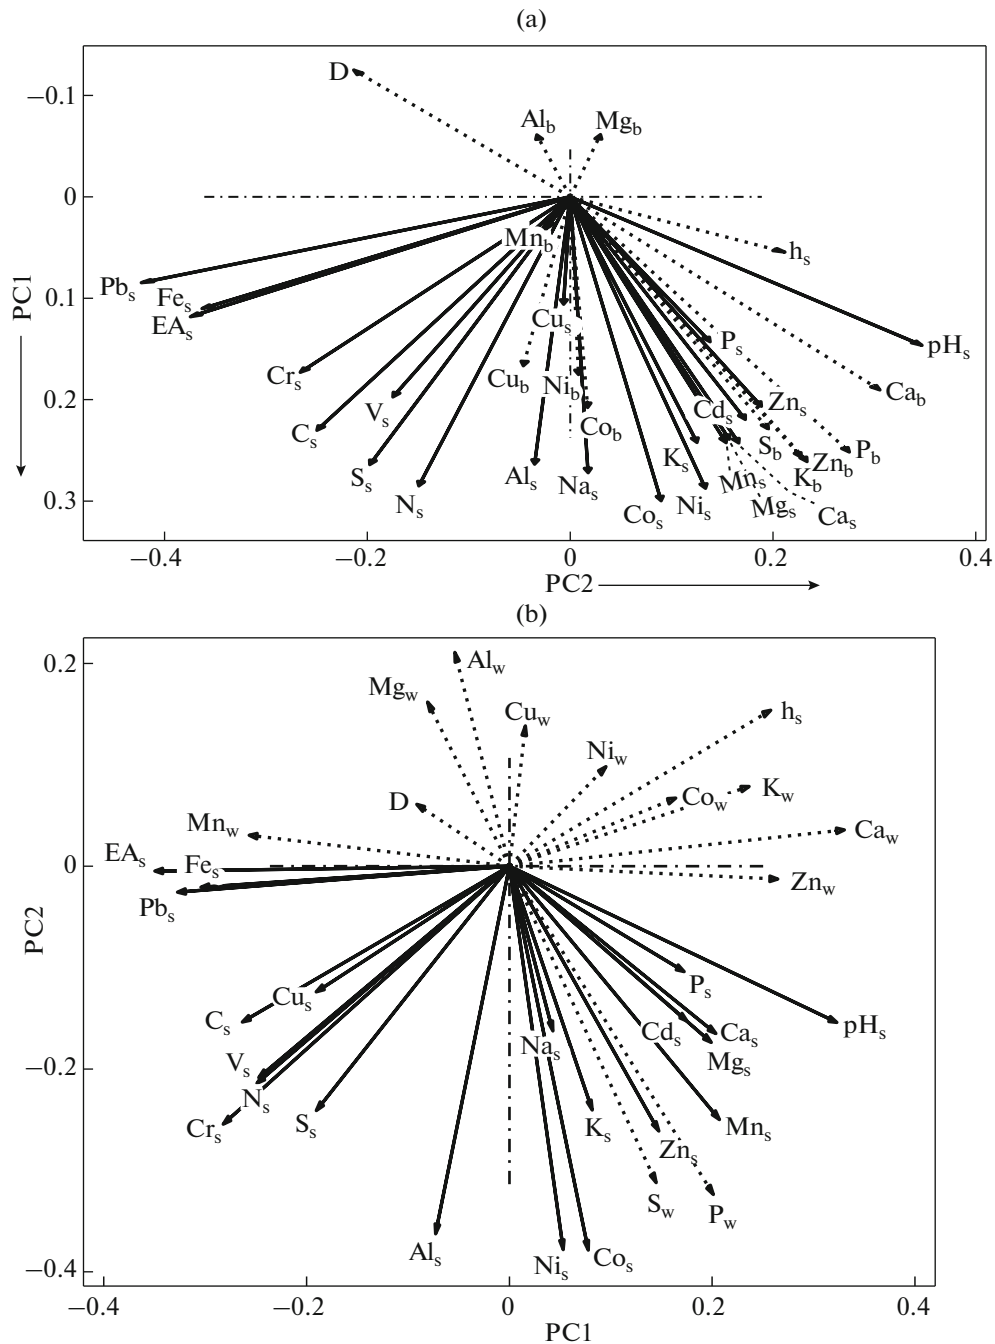 (a)
D
Al_b
Mg_b
−0.1
0
Mn_b
h_s
Pb_s
Fe_s
EA_s
0.1
PC1
Cu_s
P_s
pH_s
Cr_s
Cu_b
Ni_b
Ca_b
0.2
V_s
Cd_s
Zn_s
C_s
Co_b
S_b
P_b
S_s
Al_s
K_s
Zn_b
N_s
Na_s
Mn_s
K_b
0.3
Co_s
Ni_s
Mg_s
Ca_s
−0.4
−0.2
0
0.2
0.4
PC2
(b)
0.2
Al_w
Mg_w
Cu_w
h_s
Ni_w
D
Co_w
K_w
Mn_w
Ca_w
EA_s
Fe_s
0
Zn_w
Pb_s
PC2
Cu_s
P_s
C_s
Na_s
Cd_s
Ca_s
pH_s
V_s
Mg_s
−0.2
N_s
Cr_s
S_s
K_s
Mn_s
Zn_s
S_w
P_w
Al_s
Ni_s
Co_s
−0.4
−0.4
−0.2
0
0.2
0.4
PC1